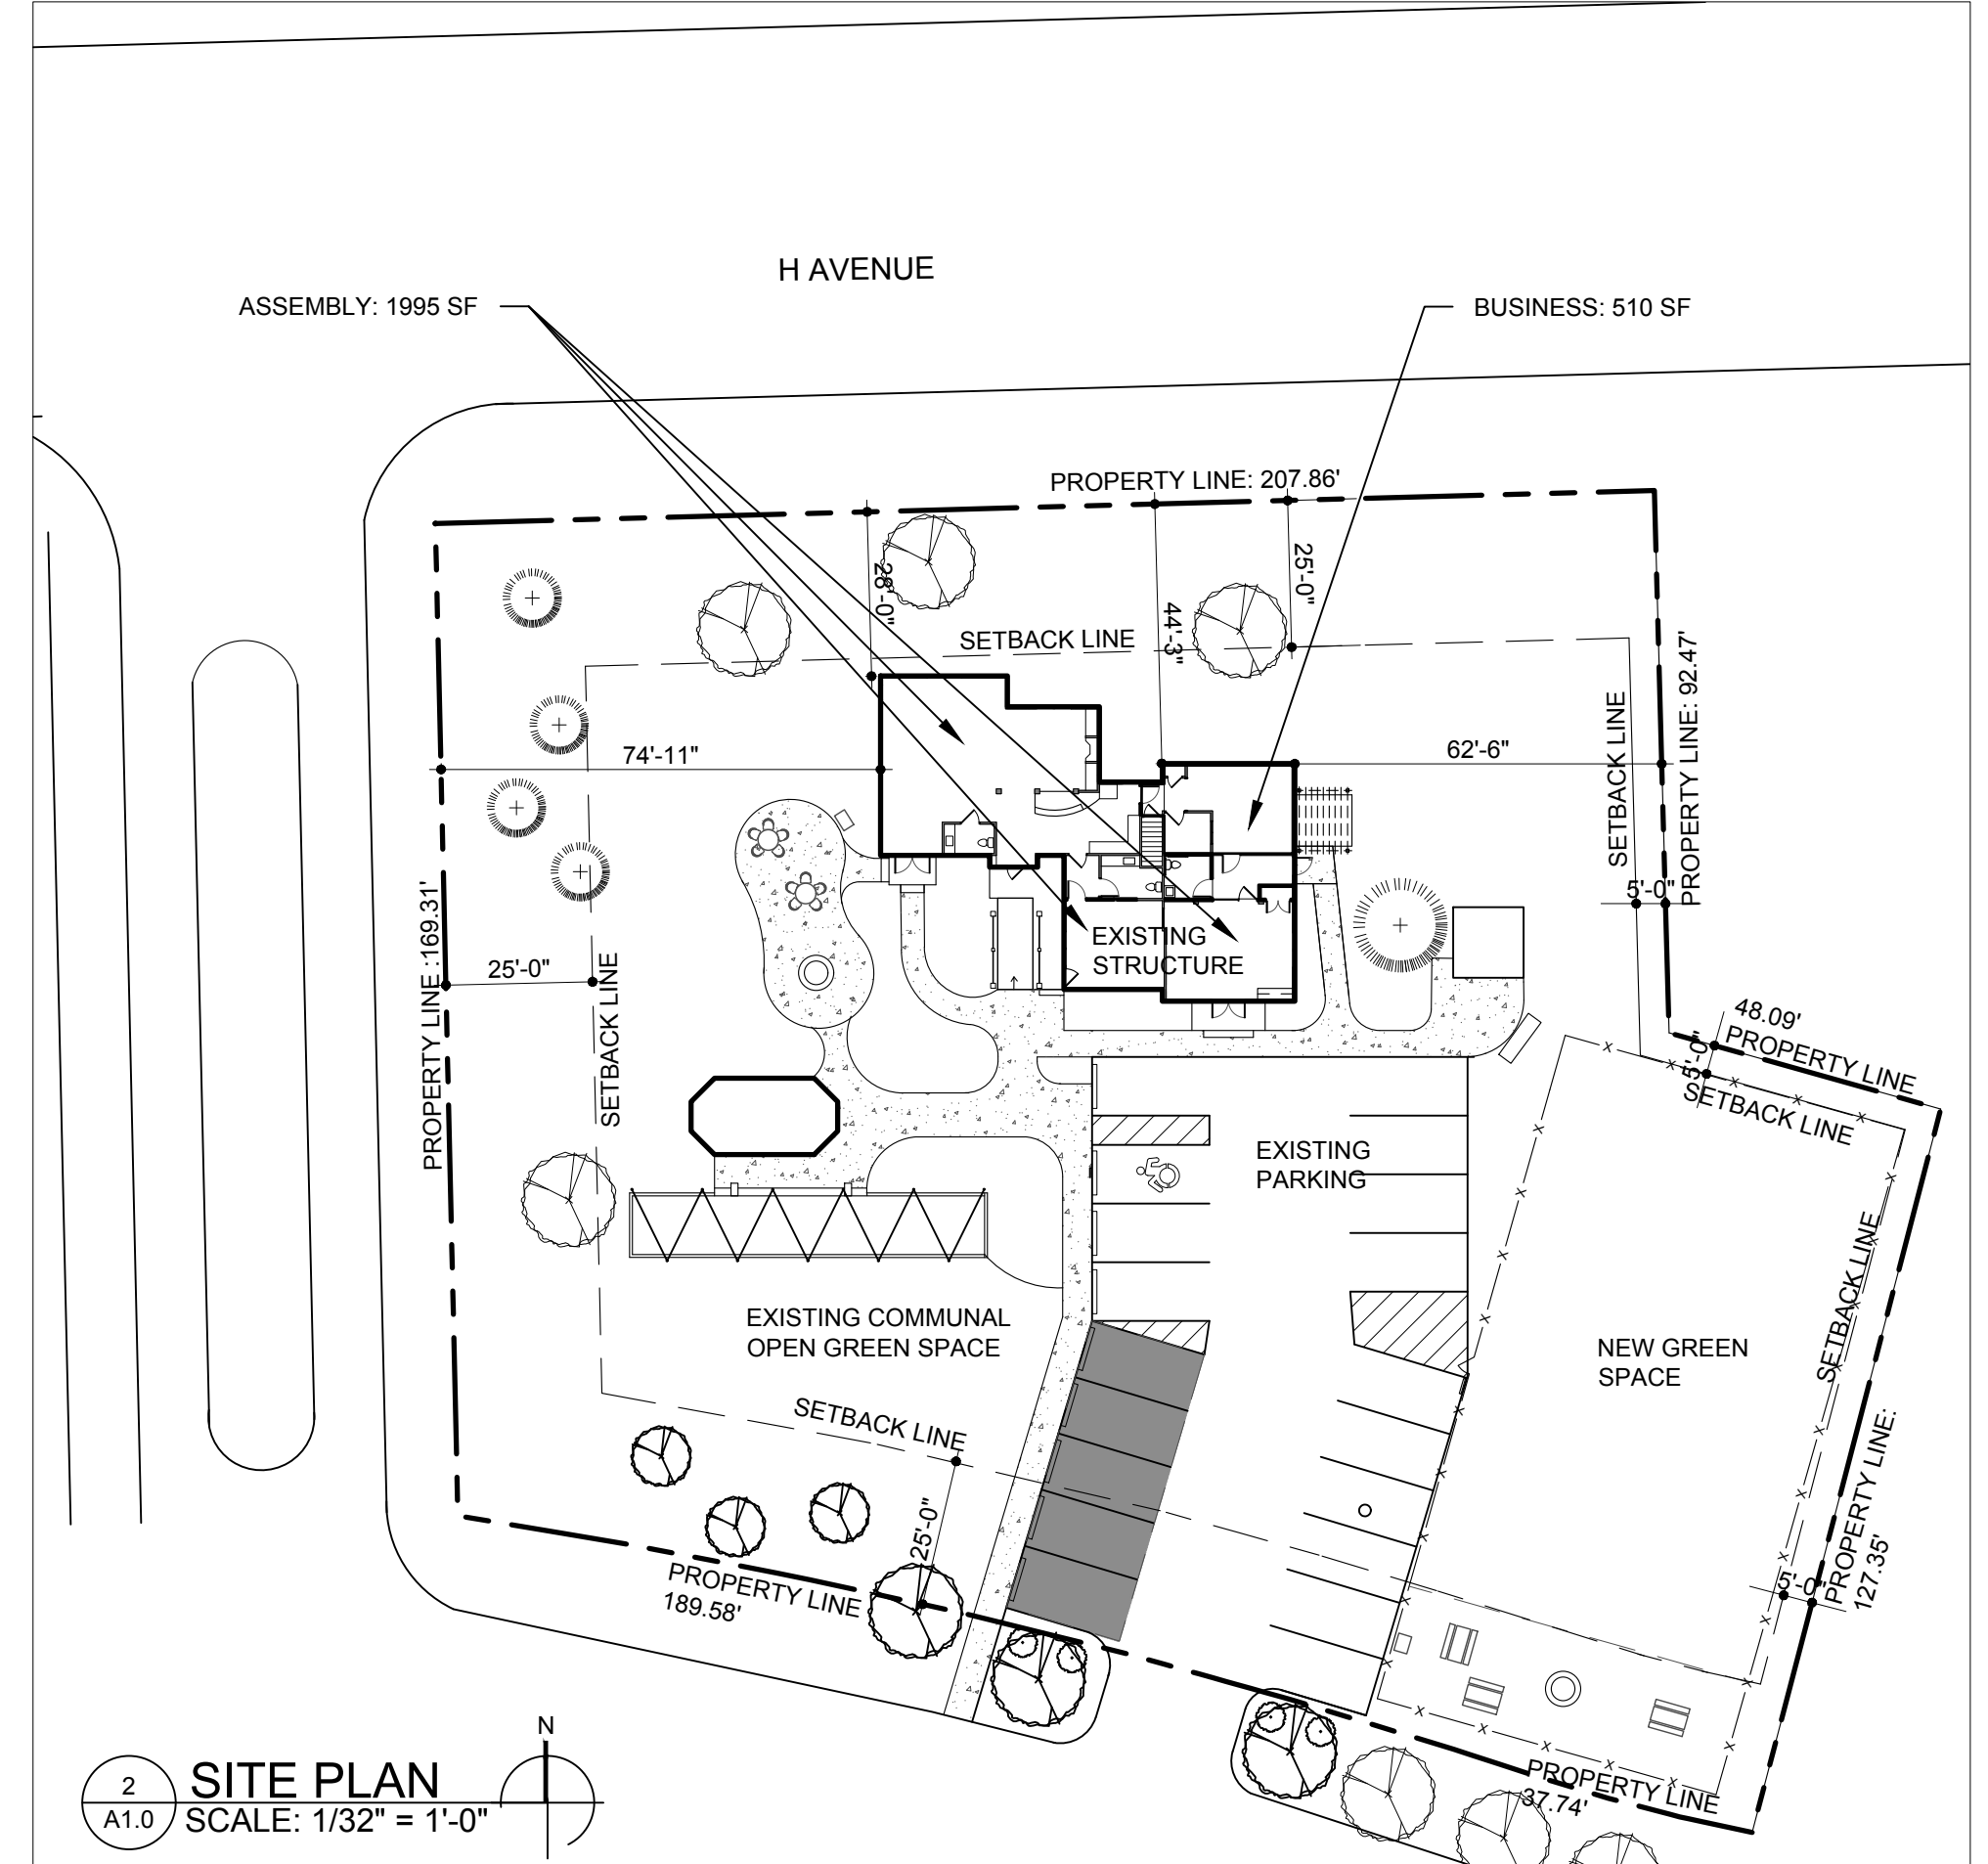 H AVENUE
ASSEMBLY: 1995 SF
BUSINESS: 510 SF
PROPERTY LINE: 207.86'
28'-0"
44'-3"
25'-0"
SETBACK LINE
74'-11"
62'-6"
SETBACK LINE
PROPERTY LINE: 92.47'
5'-0"
PROPERTY LINE :169.31'
25'-0"
SETBACK LINE
EXISTING
STRUCTURE
48.09'
PROPERTY LINE
5'-0"
SETBACK LINE
EXISTING
PARKING
SETBACK LINE
EXISTING COMMUNAL
OPEN GREEN SPACE
NEW GREEN
SPACE
SETBACK LINE
25'-0"
PROPERTY LINE
189.58'
PROPERTY LINE:
127.35'
5'-0"
PROPERTY LINE
37.74'
N
2
A1.0
SITE PLAN
SCALE: 1/32" = 1'-0"